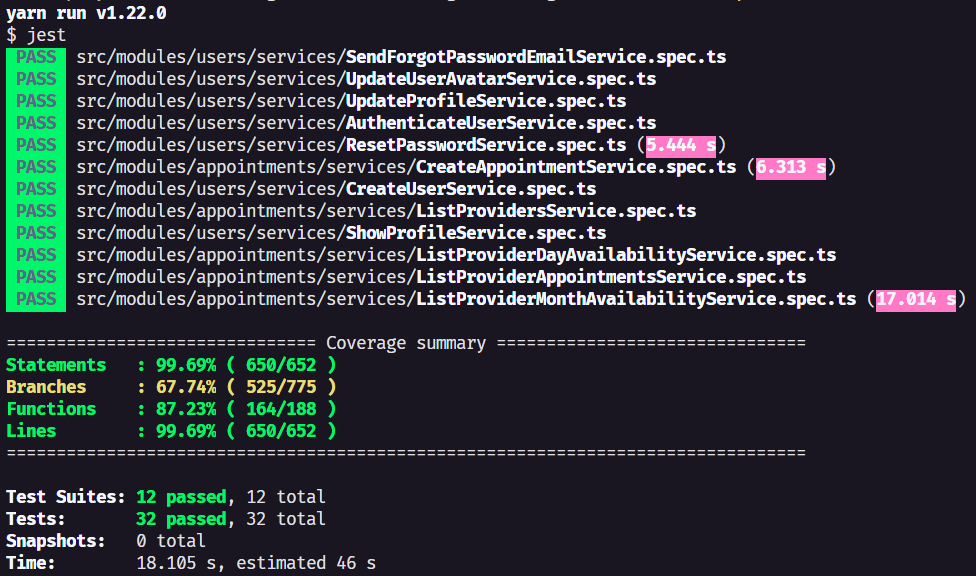 yarn run v1.22.0
$ jest
PASS src/modules/users/services/SendForgotPasswordEmailService.spec.ts
PASS src/modules/users/services/UpdateUserAvatarService.spec.ts
PASS src/modules/users/services/UpdateProfileService.spec.ts
PASS src/modules/users/services/AuthenticateUserService.spec.ts
PASS src/modules/users/services/ResetPasswordService.spec.ts (5.444 s)
PASS src/modules/appointments/services/CreateAppointmentService.spec.ts (6.313 s)
PASS src/modules/users/services/CreateUserService.spec.ts
PASS src/modules/appointments/services/ListProvidersService.spec.ts
PASS src/modules/users/services/ShowProfileService.spec.ts
PASS src/modules/appointments/services/ListProviderDayAvailabilityService.spec.ts
PASS src/modules/appointments/services/ListProviderAppointmentsService.spec.ts
PASS src/modules/appointments/services/ListProviderMonthAvailabilityService.spec.ts (17.014 s)
=============================== Coverage summary ===============================
Statements   : 99.69% ( 650/652 )
Branches     : 67.74% ( 525/775 )
Functions    : 87.23% ( 164/188 )
Lines        : 99.69% ( 650/652 )
================================================================================
Test Suites: 12 passed, 12 total
Tests:       32 passed, 32 total
Snapshots:   0 total
Time:        18.105 s, estimated 46 s